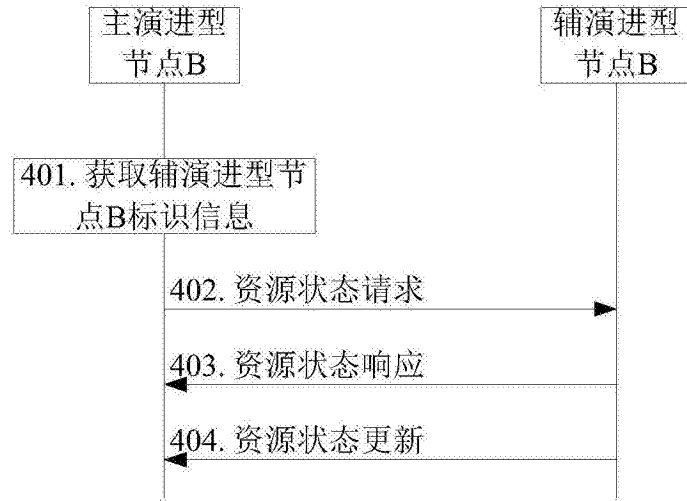 主演进型
节点B
辅演进型
节点B
401. 获取辅演进型节
点B标识信息
402. 资源状态请求
403. 资源状态响应
404. 资源状态更新